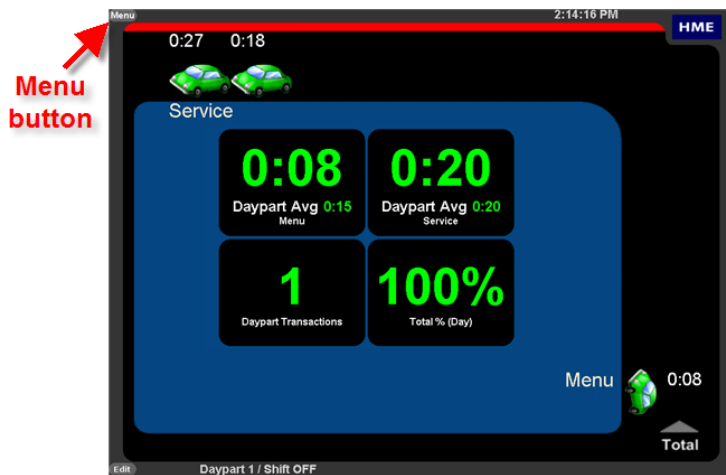 Menu
2:14:16 PM
HME
0:27 0:18
Menu
button
Service
0:08 0:20
Daypart Avg 0:15 Daypart Avg 0:20
Menu Service
1 100%
Daypart Transactions Total % (Day)
Menu 0:08
Total
Edit Daypart 1 / Shift OFF